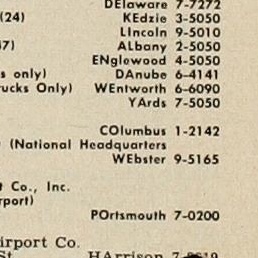 DElaware 7-7272
(24) KEdzie 3-5050
LIncoln 9-5010
7) ALbany 2-5050
ENglewood 4-5050
s only) DAnube 6-4141
rucks Only) WEntworth 6-6090
YArds 7-5050
COlumbus 1-2142
(National Headquarters
WEbster 9-5165
t Co., Inc.
rport)
POrtsmouth 7-0200
irport Co.
St. HArrison